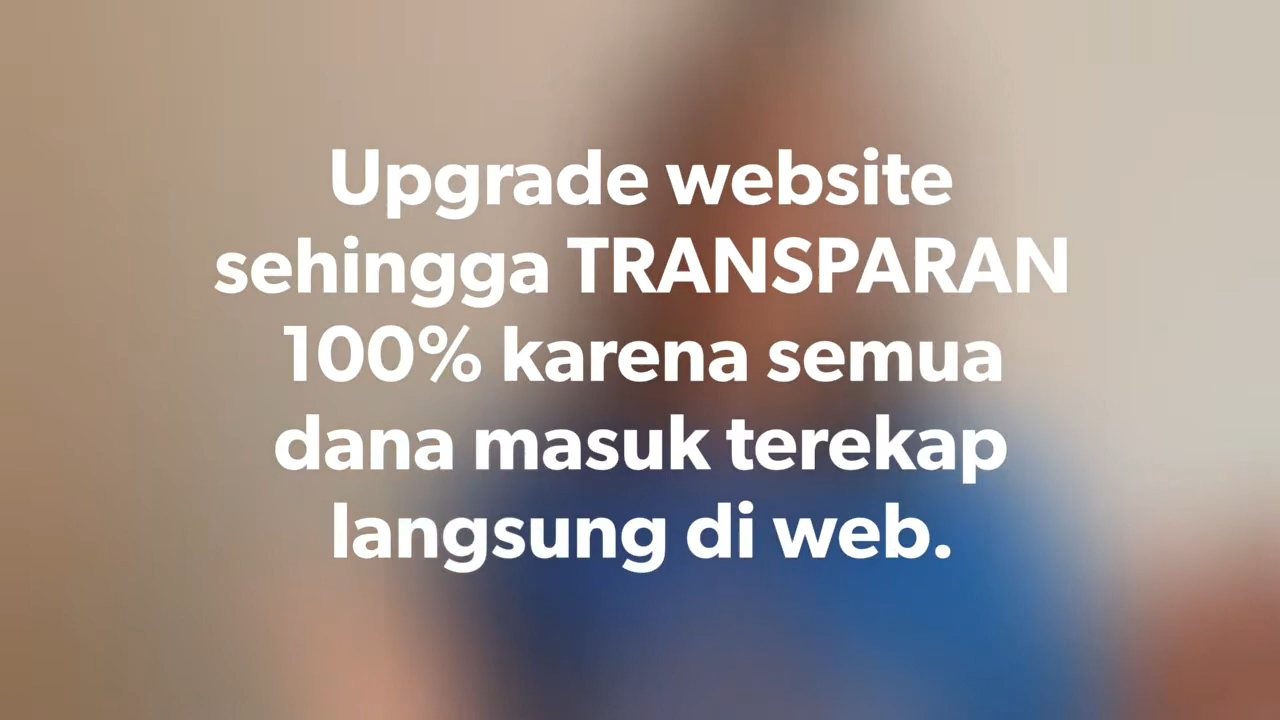 Upgrade website
sehingga TRANSPARAN
100% karena semua
dana masuk terekap
langsung di web.